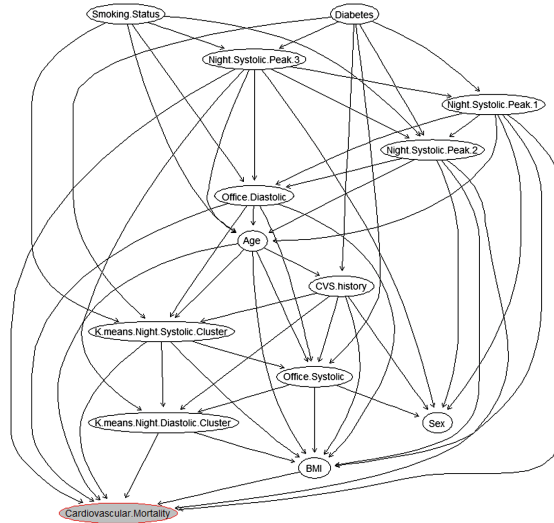 Smoking.Status
Diabetes
Night.Systolic.Peak.3
Night.Systolic.Peak.1
Night.Systolic.Peak.2
Office.Diastolic
Age
CVS.history
K.means.Night.Systolic.Cluster
Office.Systolic
K.means.Night.Diastolic.Cluster
Sex
BMI
Cardiovascular.Mortality